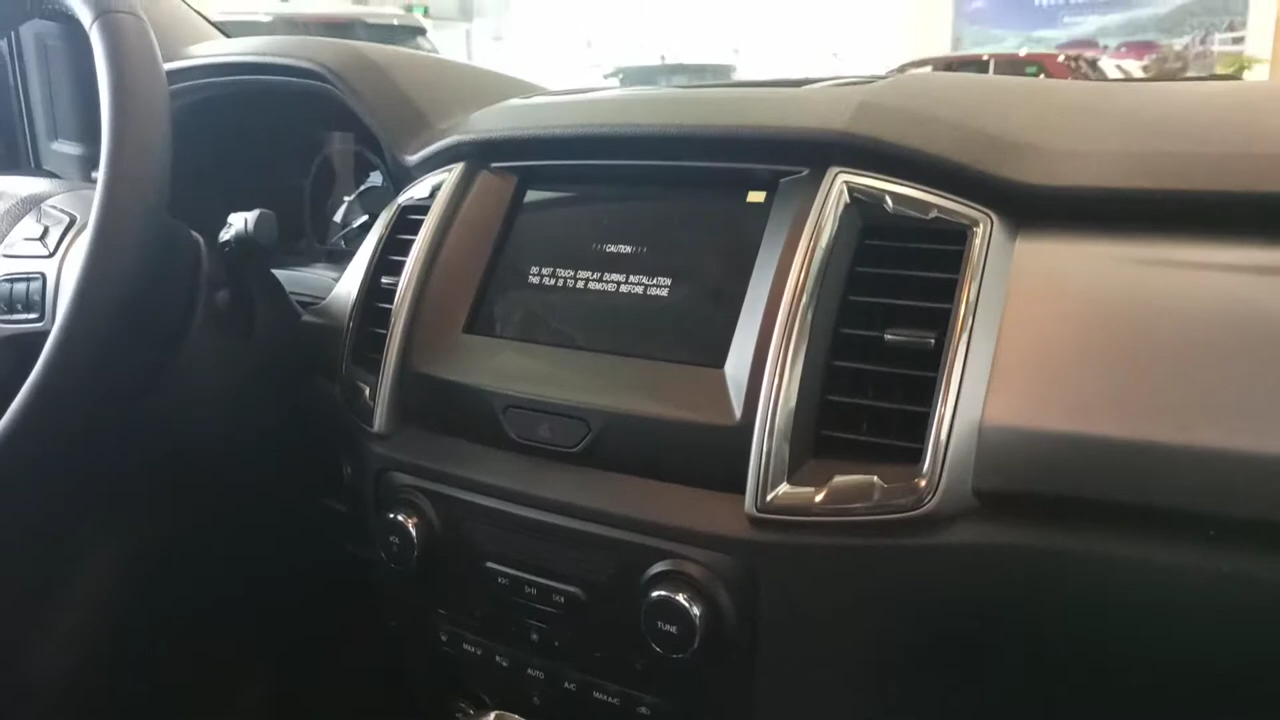 !!!CAUTION!!!
DO NOT TOUCH DISPLAY DURING INSTALLATION
THIS FILM IS TO BE REMOVED BEFORE USAGE
VOL
TUNE
MAX
R
AUTO
A/C
MAX A/C